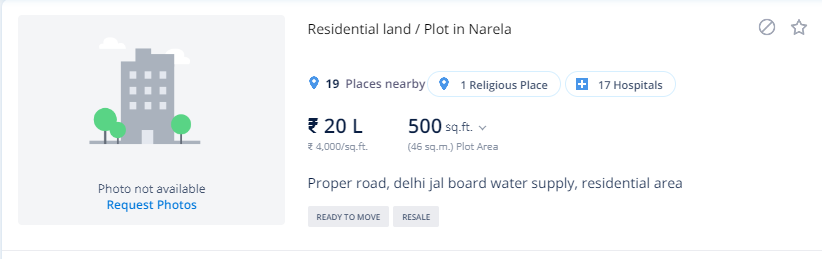 Residential land / Plot in Narela
19 Places nearby
1 Religious Place
17 Hospitals
₹ 20 L
₹ 4,000/sq.ft.
500 sq.ft.
(46 sq.m.) Plot Area
Photo not available
Request Photos
Proper road, delhi jal board water supply, residential area
READY TO MOVE
RESALE